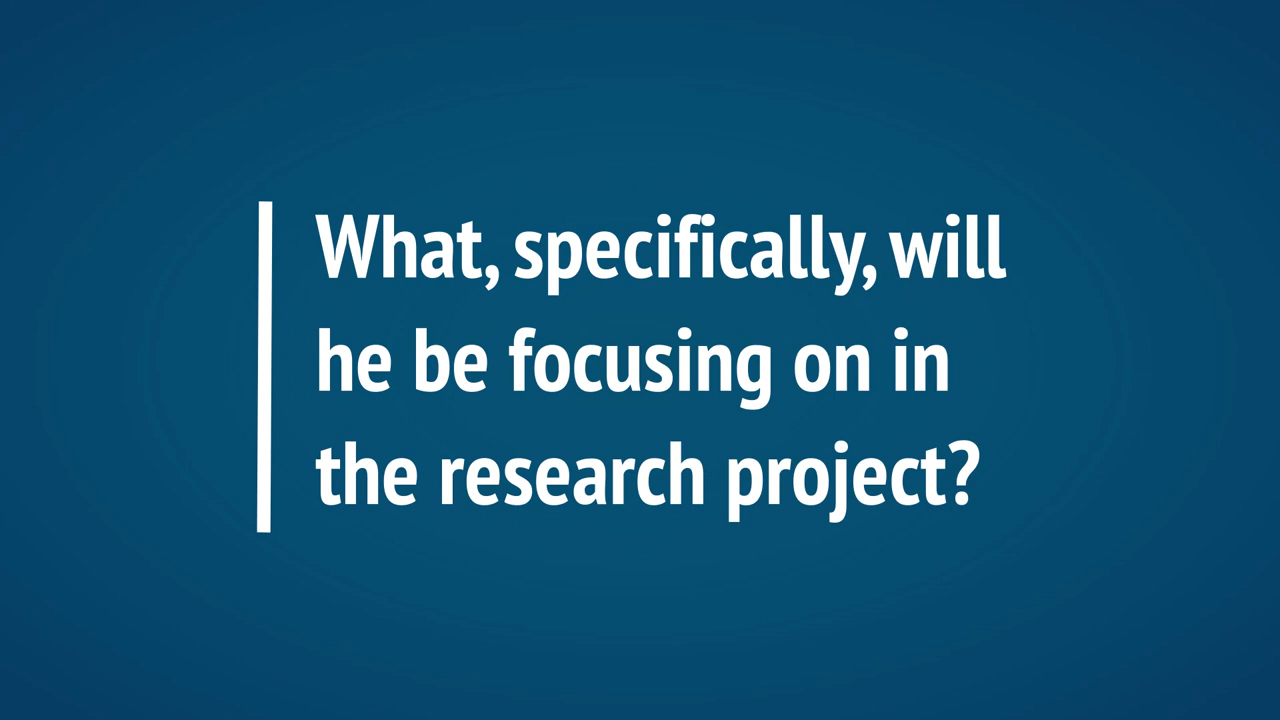 What, specifically, will
he be focusing on in
the research project?